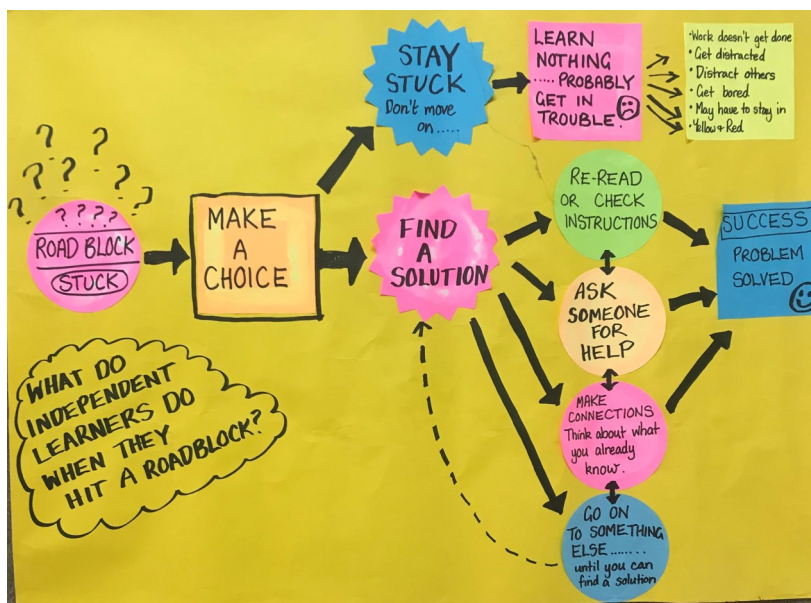 ? ? ? ? ? ?
? ? ? ?
ROAD BLOCK
STUCK
MAKE
A
CHOICE
STAY
STUCK
Don't move
on.....
LEARN
NOTHING
..... PROBABLY
GET IN
TROUBLE.
• Work doesn't get done
• Get distracted
• Distract others
• Get bored
• May have to stay in
• Yellow & Red
FIND
A
SOLUTION
RE-READ
OR CHECK
INSTRUCTIONS
ASK
SOMEONE
FOR
HELP
MAKE
CONNECTIONS
Think about what
you already
know.
GO ON
TO SOMETHING
ELSE........
until you can
find a solution
SUCCESS
PROBLEM
SOLVED
WHAT DO
INDEPENDENT
LEARNERS DO
WHEN THEY
HIT A ROADBLOCK?